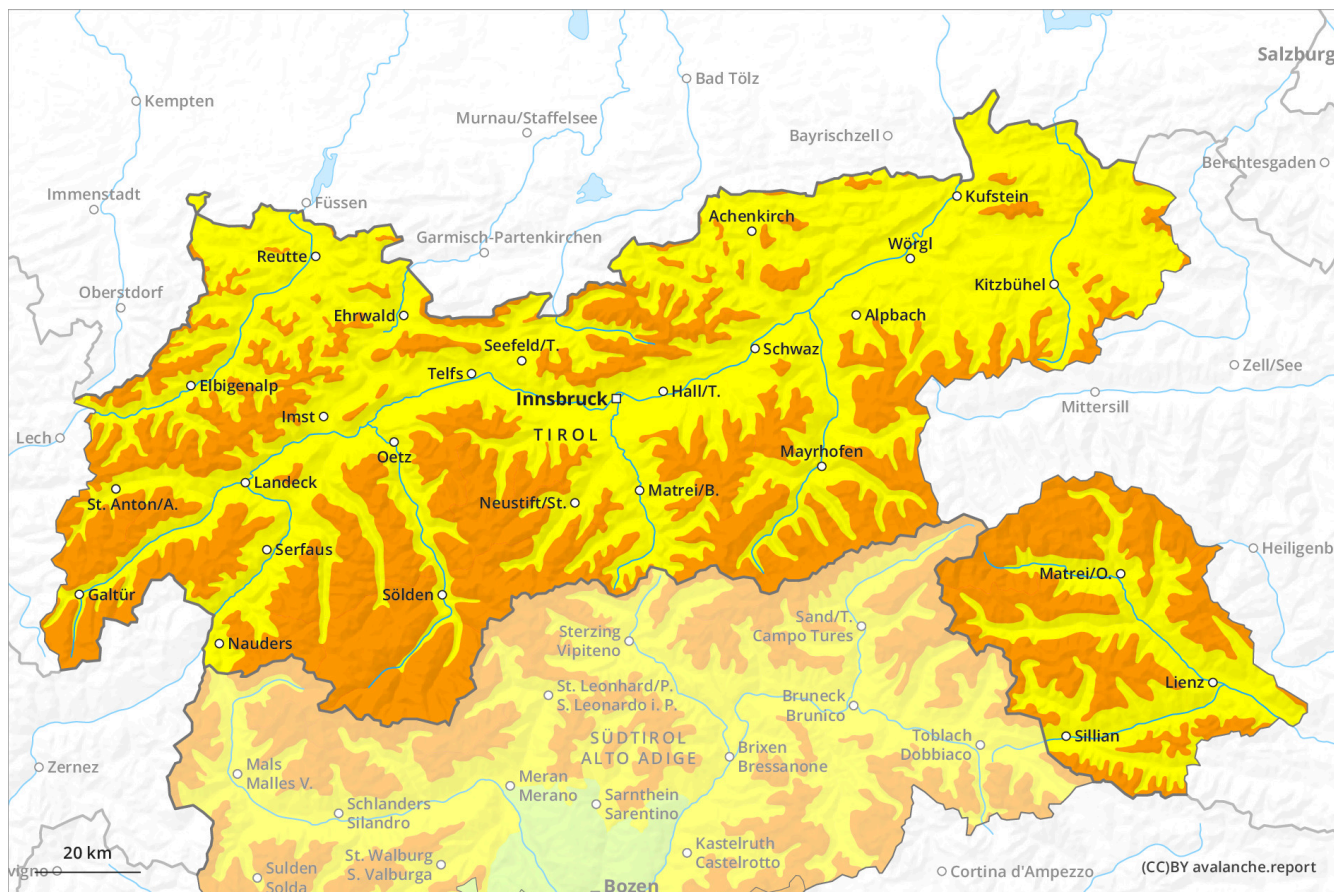 Salzburg
Bad Tölz
Kempten
Murnau/Staffelsee
Bayrischzell
Berchtesgaden
Immenstadt
Füssen
Kufstein
Achenkirch
Garmisch-Partenkirchen
Wörgl
Reutte
Kitzbühel
Oberstdorf
Ehrwald
Alpbach
Seefeld/T.
Schwaz
Telfs
Zell/See
Elbigenalp
Innsbruck
Hall/T.
Mittersill
Imst
Lech
TIROL
Oetz
Mayrhofen
Landeck
Matrei/B.
St. Anton/A.
Neustift/St.
Serfaus
Heiligenb
Matrei/O.
Galtür
Sölden
Sand/T.
Campo Tures
Sterzing
Vipiteno
Nauders
Lienz
St. Leonhard/P.
S. Leonardo i. P.
Bruneck
Brunico
Sillian
SÜDTIROL
ALTO ADIGE
Toblach
Dobbiaco
Brixen
Bressanone
Zernez
Mals
Malles V.
Meran
Merano
Sarnthein
Sarentino
Schlanders
Silandro
Kastelruth
Castelrotto
20 km
St. Walburg
S. Valburga
vigno
Sulden
Solda
Bozen
Cortina d'Ampezzo
(CC)BY avalanche.report